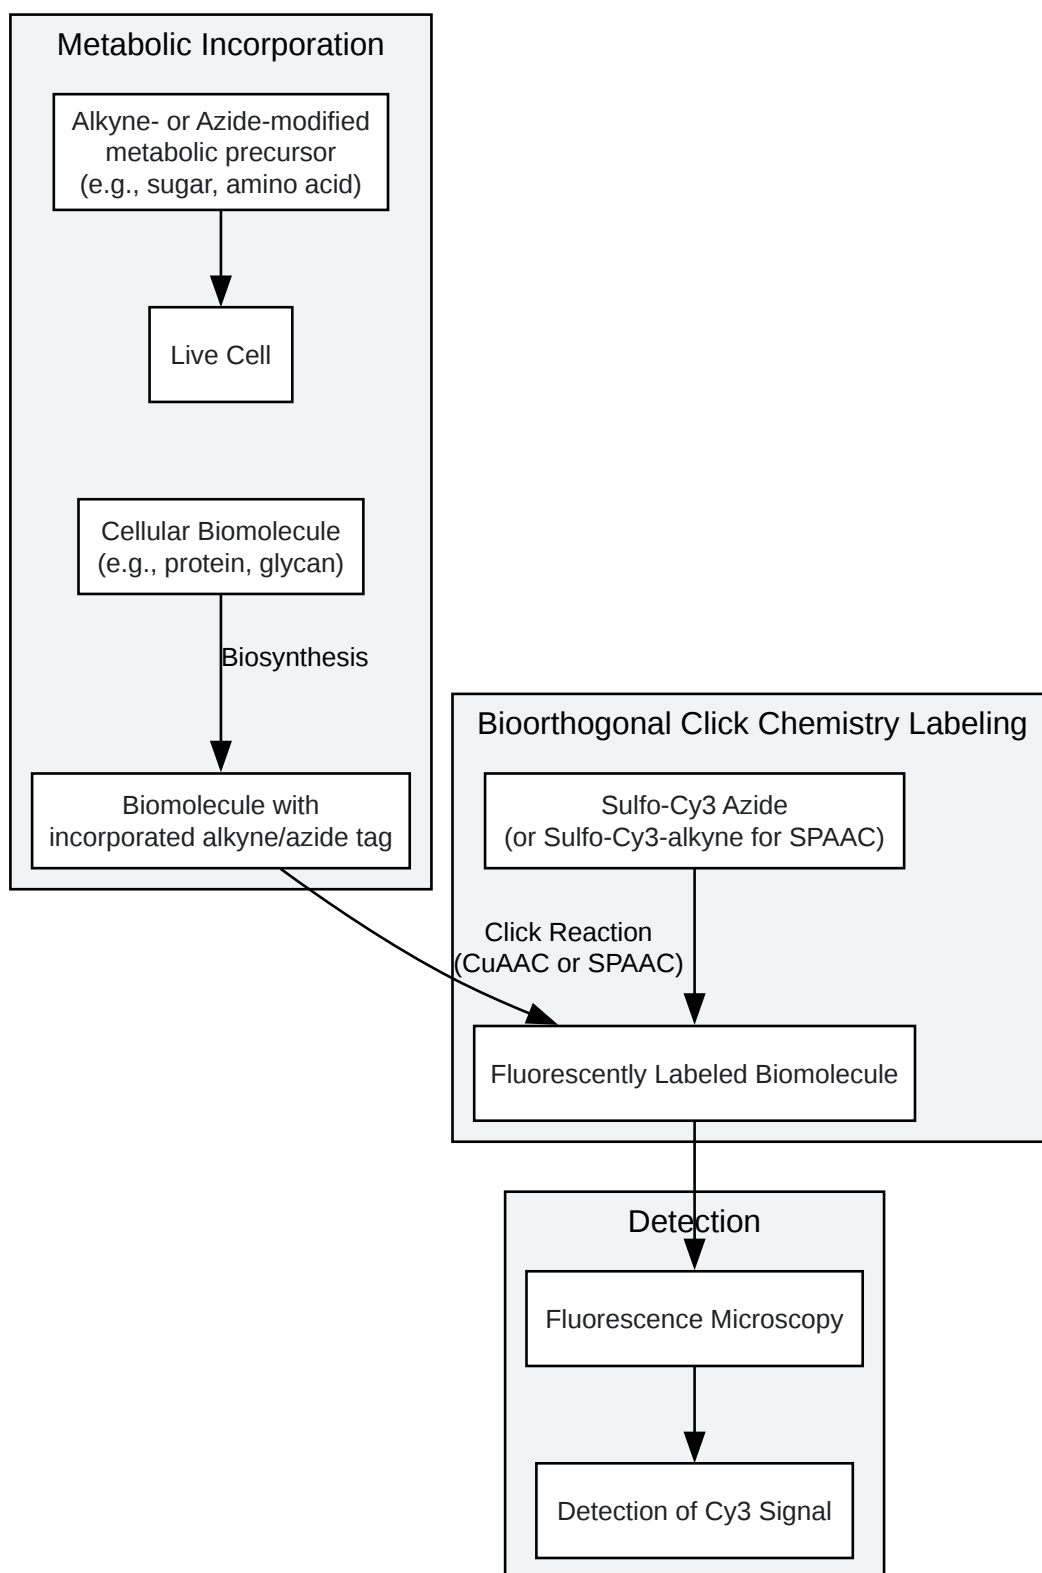 Metabolic Incorporation
Alkyne- or Azide-modified
metabolic precursor
(e.g., sugar, amino acid)
Live Cell
Cellular Biomolecule
(e.g., protein, glycan)
Biosynthesis
Biomolecule with
incorporated alkyne/azide tag
Bioorthogonal Click Chemistry Labeling
Sulfo-Cy3 Azide
(or Sulfo-Cy3-alkyne for SPAAC)
Click Reaction
(CuAAC or SPAAC)
Fluorescently Labeled Biomolecule
Detection
Fluorescence Microscopy
Detection of Cy3 Signal